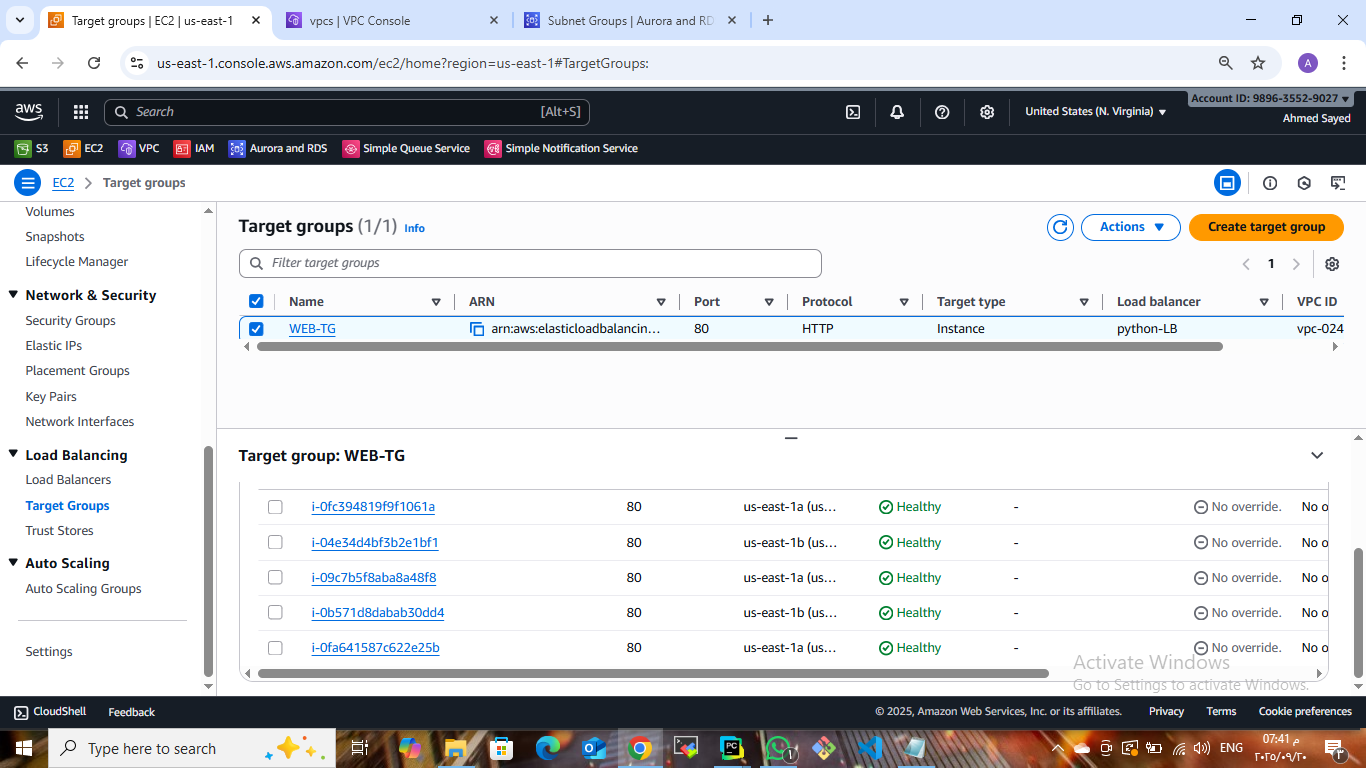 Target groups | EC2 | us-east-1
vpcs | VPC Console
Subnet Groups | Aurora and RD
us-east-1.console.aws.amazon.com/ec2/home?region=us-east-1#TargetGroups:
A
aws
Search
[Alt+S]
United States (N. Virginia)
Account ID: 9896-3552-9027
Ahmed Sayed
S3
EC2
VPC
IAM
Aurora and RDS
Simple Queue Service
Simple Notification Service
EC2
Target groups
Volumes
Snapshots
Lifecycle Manager
Network & Security
Security Groups
Elastic IPs
Placement Groups
Key Pairs
Network Interfaces
Load Balancing
Load Balancers
Target Groups
Trust Stores
Auto Scaling
Auto Scaling Groups
Settings
Target groups (1/1) Info
Actions
Create target group
Filter target groups
1
Name ARN Port Protocol Target type Load balancer VPC ID
WEB-TG arn:aws:elasticloadbalancin... 80 HTTP Instance python-LB vpc-024
Target group: WEB-TG
i-0fc394819f9f1061a 80 us-east-1a (us... Healthy - No override. No o
i-04e34d4bf3b2e1bf1 80 us-east-1b (us... Healthy - No override. No o
i-09c7b5f8aba8a48f8 80 us-east-1a (us... Healthy - No override. No o
i-0b571d8dabab30dd4 80 us-east-1b (us... Healthy - No override. No o
i-0fa641587c622e25b 80 us-east-1a (us... Healthy - No override. No o
Activate Windows
Go to Settings to activate Windows.
CloudShell
Feedback
© 2025, Amazon Web Services, Inc. or its affiliates.
Privacy
Terms
Cookie preferences
Type here to search
PC
1
ENG
07:41 م
٢٠٢٥/٠٩/٢٠